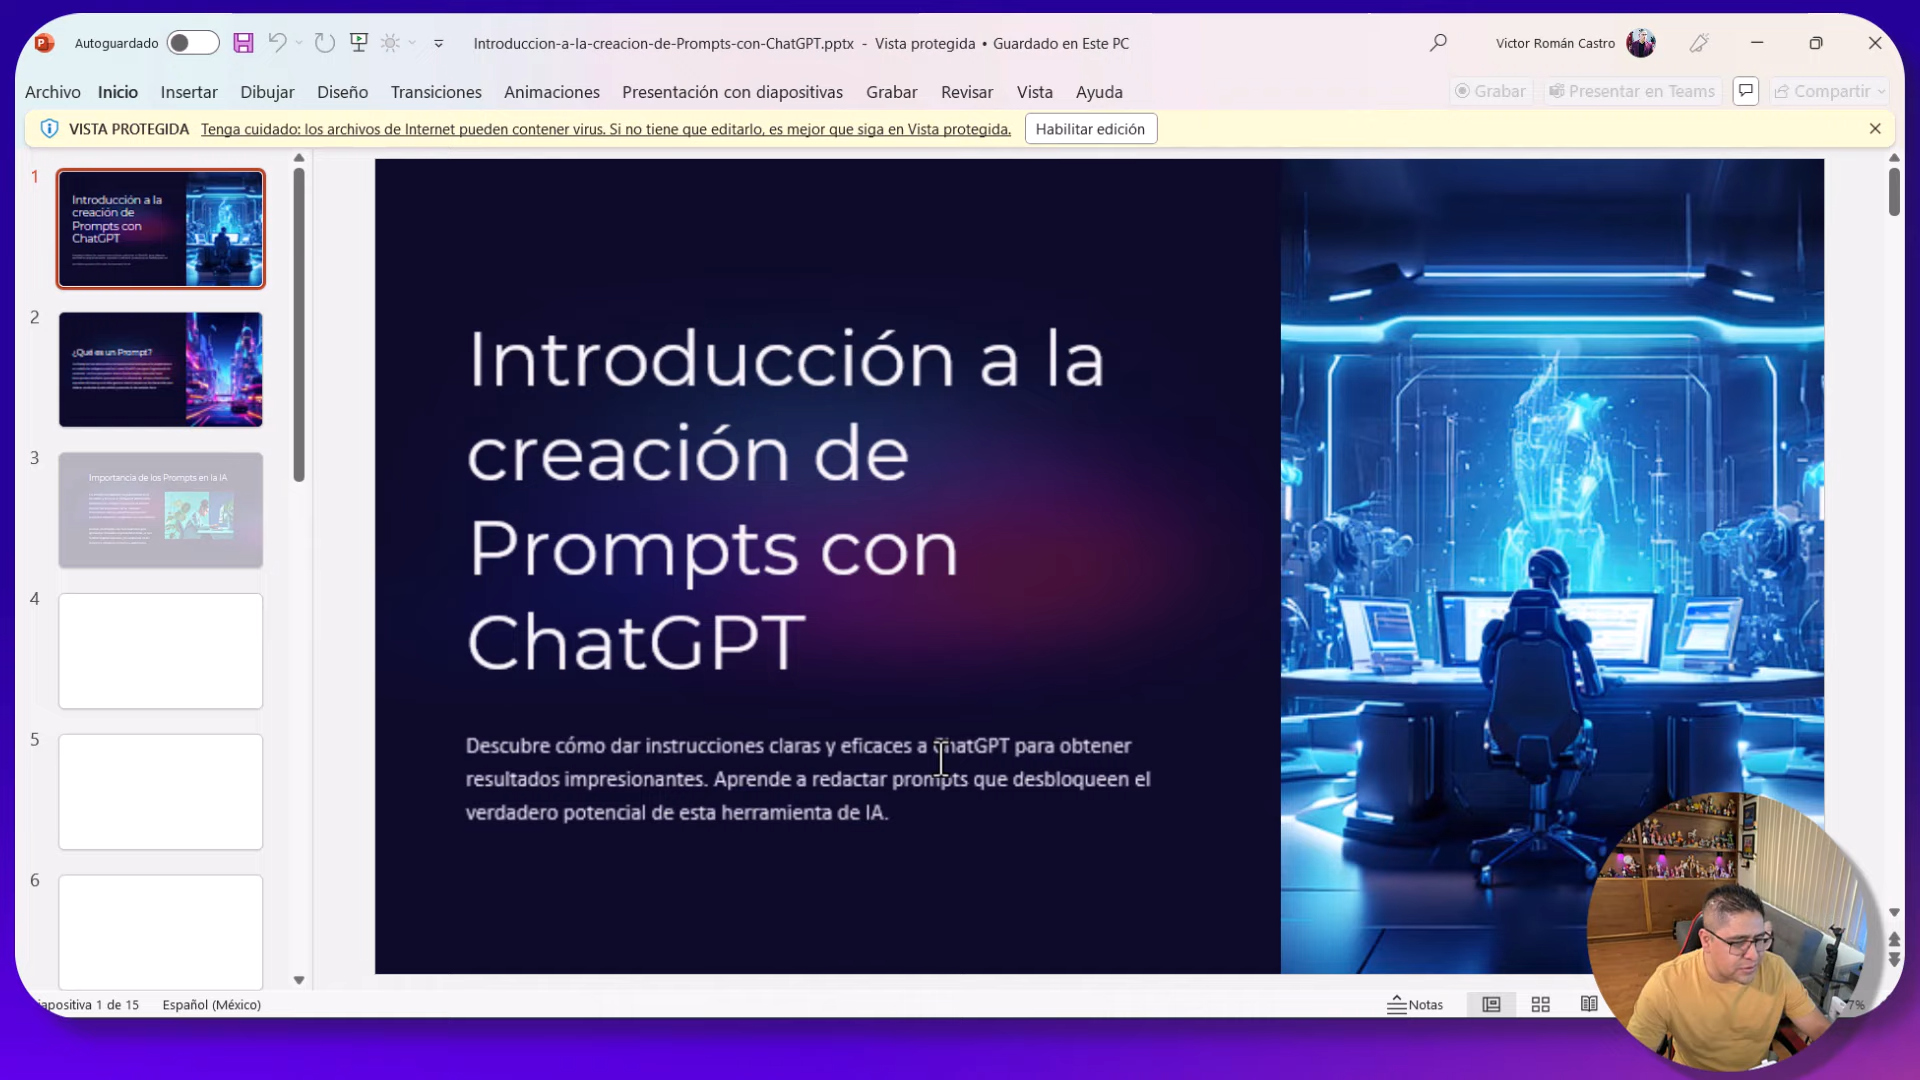 Autoguardado
Introduccion-a-la-creacion-de-Prompts-con-ChatGPT.pptx - Vista protegida • Guardado en Este PC
Victor Román Castro
Archivo Inicio Insertar Dibujar Diseño Transiciones Animaciones Presentación con diapositivas Grabar Revisar Vista Ayuda
Grabar Presentar en Teams Compartir
VISTA PROTEGIDA Tenga cuidado: los archivos de Internet pueden contener virus. Si no tiene que editarlo, es mejor que siga en Vista protegida. Habilitar edición
1
Introducción a la
creación de
Prompts con
ChatGPT
2
¿Qué es un Prompt?
3
Importancia de los Prompts en la IA
4
5
6
Introducción a la
creación de
Prompts con
ChatGPT
Descubre cómo dar instrucciones claras y eficaces a ChatGPT para obtener
resultados impresionantes. Aprende a redactar prompts que desbloqueen el
verdadero potencial de esta herramienta de IA.
apositiva 1 de 15 Español (México)
Notas
7%